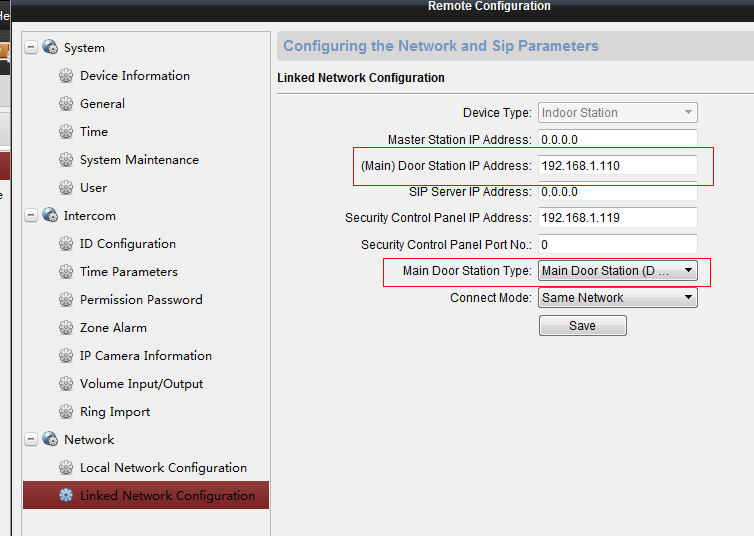 Remote Configuration
He
System
Device Information
General
Time
System Maintenance
User
Intercom
ID Configuration
Time Parameters
Permission Password
Zone Alarm
IP Camera Information
Volume Input/Output
Ring Import
Network
Local Network Configuration
Linked Network Configuration
Configuring the Network and Sip Parameters
Linked Network Configuration
Device Type: Indoor Station
Master Station IP Address: 0.0.0.0
(Main) Door Station IP Address: 192.168.1.110
SIP Server IP Address: 0.0.0.0
Security Control Panel IP Address: 192.168.1.119
Security Control Panel Port No.: 0
Main Door Station Type: Main Door Station (D ...
Connect Mode: Same Network
Save